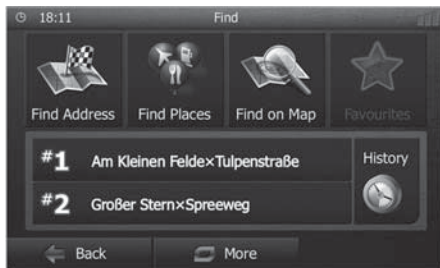 18:11 Find
Find Address Find Places Find on Map Favourites
#1 Am Kleinen Felde×Tulpenstraße History
#2 Großer Stern×Spreeweg
Back More